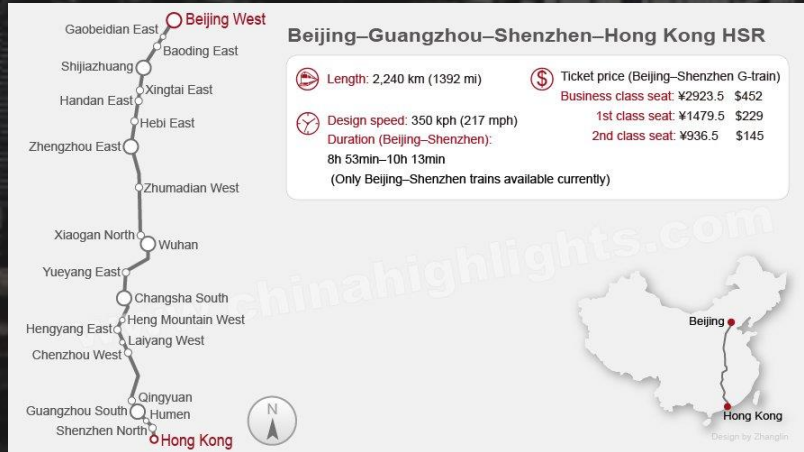 Beijing West
Gaobeidian East
Baoding East
Shijiazhuang
Xingtai East
Handan East
Hebi East
Zhengzhou East
Zhumadian West
Xiaogan North
Wuhan
Yueyang East
Changsha South
Heng Mountain West
Hengyang East
Laiyang West
Chenzhou West
Qingyuan
Guangzhou South
Humen
Shenzhen North
Hong Kong
N
Beijing–Guangzhou–Shenzhen–Hong Kong HSR
Length: 2,240 km (1392 mi)
Design speed: 350 kph (217 mph)
Duration (Beijing–Shenzhen):
8h 53min–10h 13min
(Only Beijing–Shenzhen trains available currently)
$
Ticket price (Beijing–Shenzhen G-train)
Business class seat: ¥2923.5 $452
1st class seat: ¥1479.5 $229
2nd class seat: ¥936.5 $145
www.chinahighlights.com
Beijing
Hong Kong
Design by Zhanglin